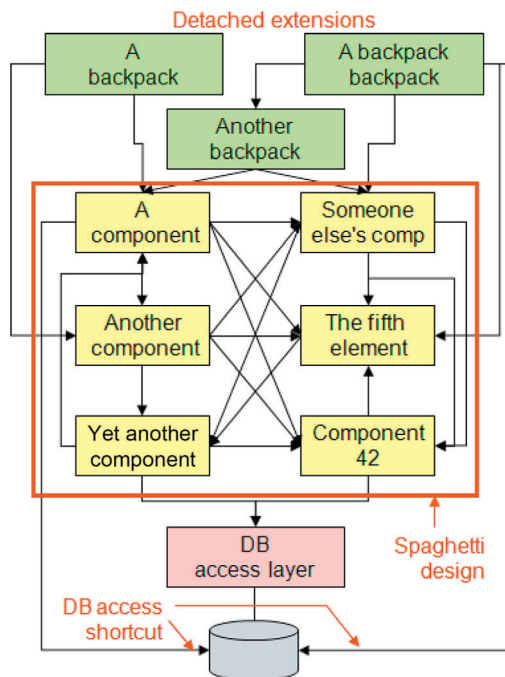 Detached extensions
A
backpack
A backpack
backpack
Another
backpack
A
component
Someone
else's comp
Another
component
The fifth
element
Yet another
component
Component
42
DB
access layer
Spaghetti
design
DB access
shortcut